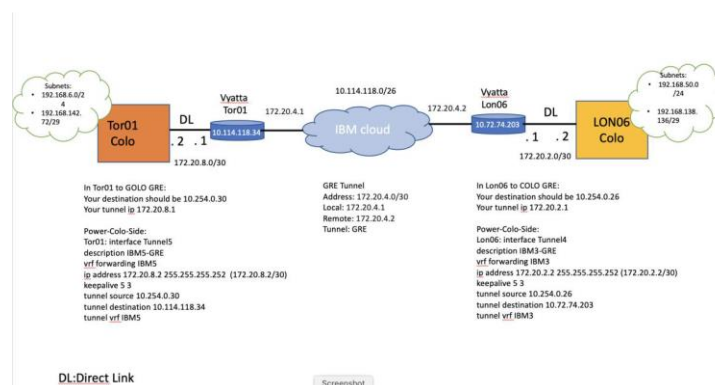 Subnets:
• 192.168.6.0/2
4
• 192.168.142.
72/29
Tor01
Colo
DL
.2 .1
172.20.8.0/30
Vyatta
Tor01
10.114.118.34
172.20.4.1
10.114.118.0/26
IBM cloud
172.20.4.2
Vyatta
Lon06
10.72.74.203
DL
.1 .2
172.20.2.0/30
LON06
Colo
Subnets:
• 192.168.50.0
/24
• 192.168.138.
136/29
In Tor01 to GOLO GRE:
Your destination should be 10.254.0.30
Your tunnel ip 172.20.8.1
Power-Colo-Side:
Tor01: interface Tunnel5
description IBM5-GRE
vrf forwarding IBM5
ip address 172.20.8.2 255.255.255.252 (172.20.8.2/30)
keepalive 5 3
tunnel source 10.254.0.30
tunnel destination 10.114.118.34
tunnel vrf IBM5
GRE Tunnel
Address: 172.20.4.0/30
Local: 172.20.4.1
Remote: 172.20.4.2
Tunnel: GRE
In Lon06 to COLO GRE:
Your destination should be 10.254.0.26
Your tunnel ip 172.20.2.1
Power-Colo-Side:
Lon06: interface Tunnel4
description IBM3-GRE
vrf forwarding IBM3
ip address 172.20.2.2 255.255.255.252 (172.20.2.2/30)
keepalive 5 3
tunnel source 10.254.0.26
tunnel destination 10.72.74.203
tunnel vrf IBM3
DL:Direct Link
Screenshot